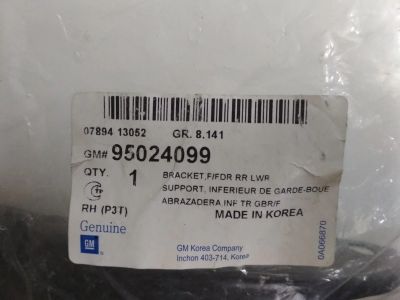 07894 13052 GR. 8.141
GM# 95024099
QTY. 1 BRACKET,F/FDR RR LWR
SUPPORT, INFERIEUR DE GARDE-BOUE
ABRAZADERA INF TR GBR/F
RH (P3T) MADE IN KOREA
Genuine
GM
GM Korea Company
Inchon 403-714, Korea
0A066870